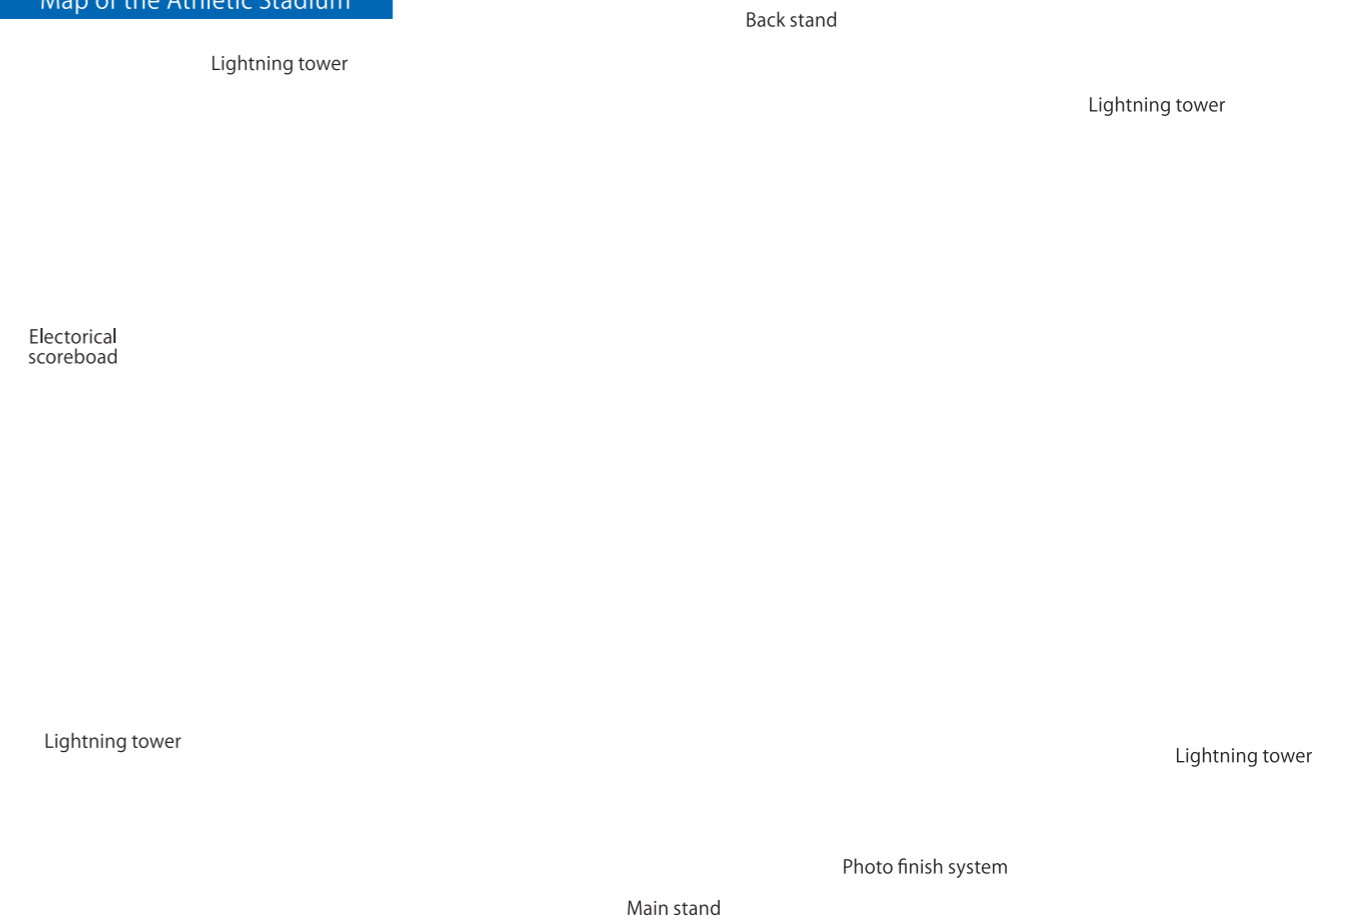 Map of the Athletic Stadium
Back stand
Lightning tower
Lightning tower
Electorical
scoreboad
Lightning tower
Lightning tower
Photo finish system
Main stand